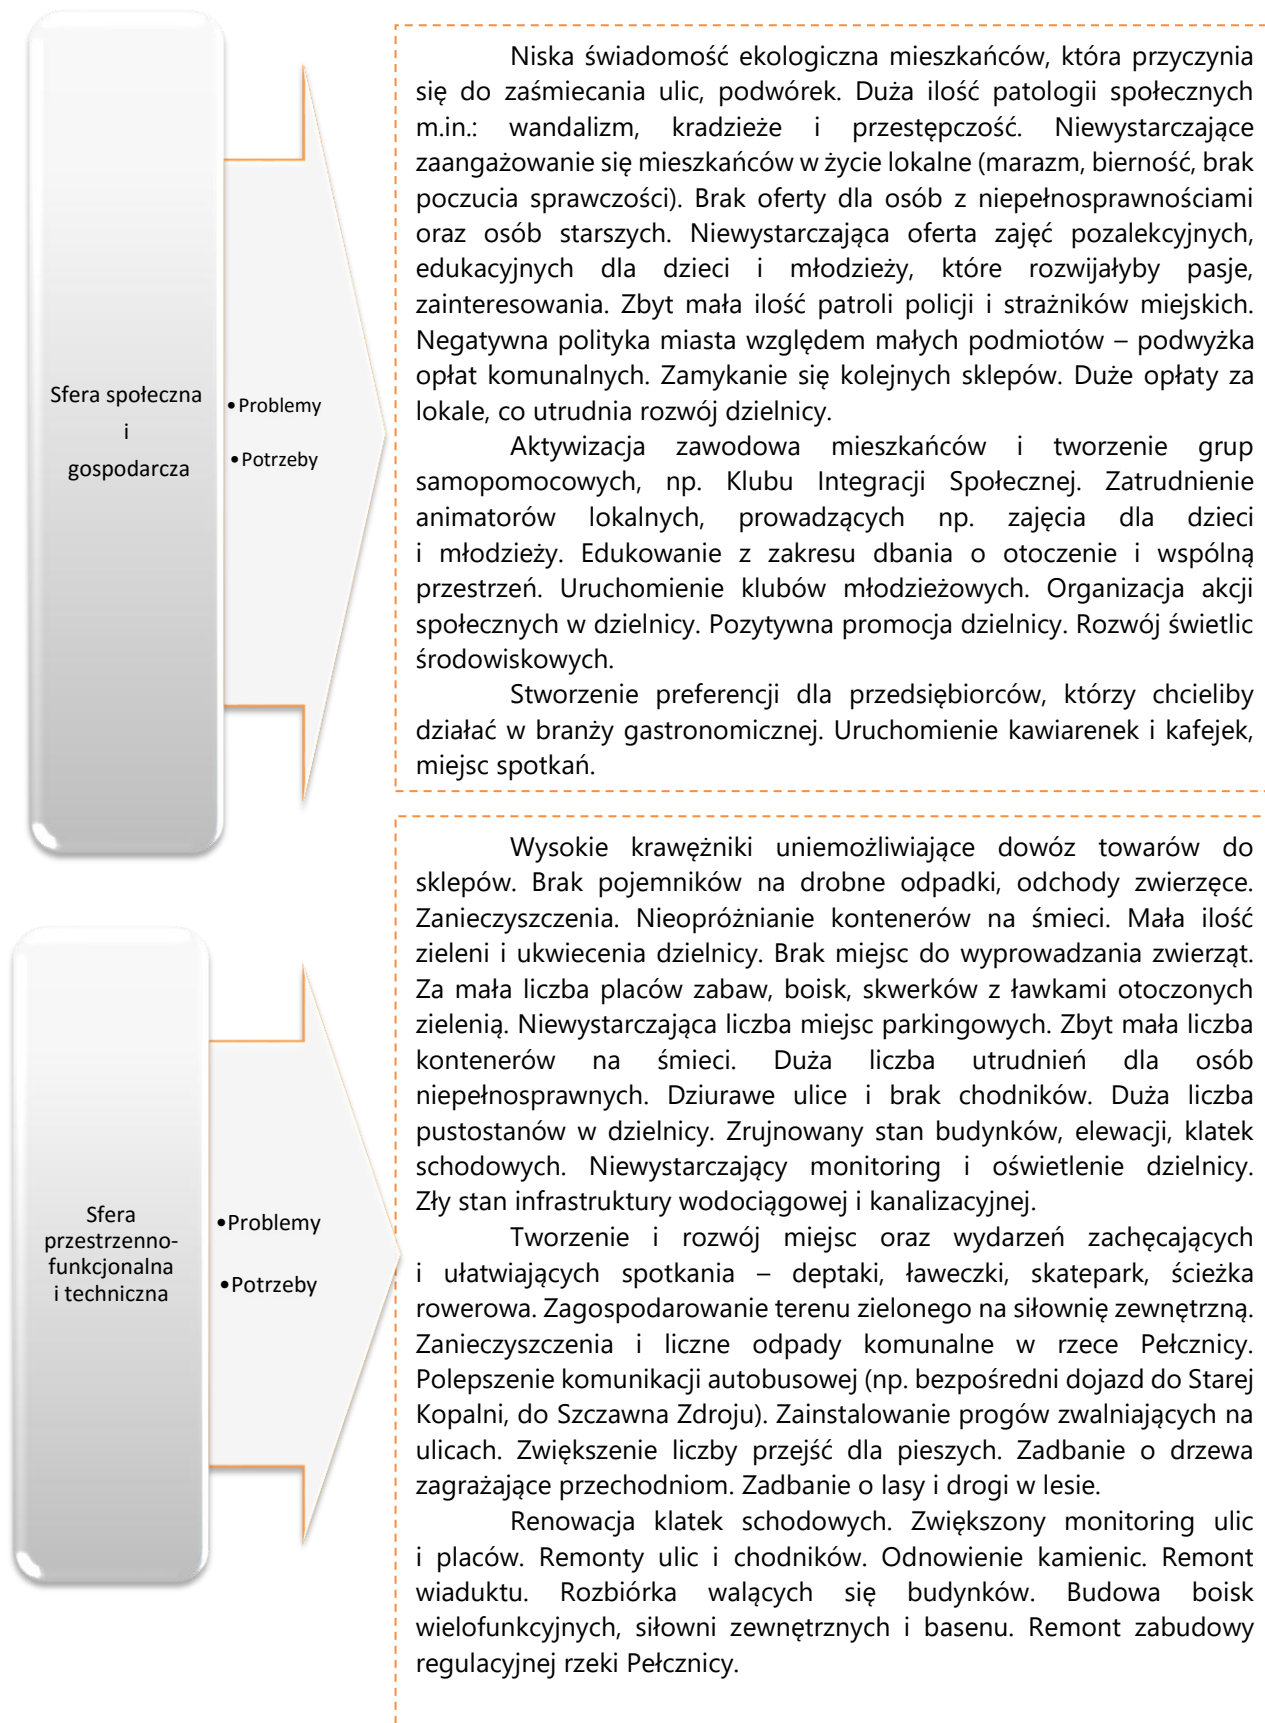 Sfera społeczna
i
gospodarcza
•Problemy
•Potrzeby
Niska świadomość ekologiczna mieszkańców, która przyczynia
się do zaśmiecania ulic, podwórek. Duża ilość patologii społecznych
m.in.: wandalizm, kradzieże i przestępczość. Niewystarczające
zaangażowanie się mieszkańców w życie lokalne (marazm, bierność, brak
poczucia sprawczości). Brak oferty dla osób z niepełnosprawnościami
oraz osób starszych. Niewystarczająca oferta zajęć pozalekcyjnych,
edukacyjnych dla dzieci i młodzieży, które rozwijałyby pasje,
zainteresowania. Zbyt mała ilość patroli policji i strażników miejskich.
Negatywna polityka miasta względem małych podmiotów – podwyżka
opłat komunalnych. Zamykanie się kolejnych sklepów. Duże opłaty za
lokale, co utrudnia rozwój dzielnicy.
Aktywizacja zawodowa mieszkańców i tworzenie grup
samopomocowych, np. Klubu Integracji Społecznej. Zatrudnienie
animatorów lokalnych, prowadzących np. zajęcia dla dzieci
i młodzieży. Edukowanie z zakresu dbania o otoczenie i wspólną
przestrzeń. Uruchomienie klubów młodzieżowych. Organizacja akcji
społecznych w dzielnicy. Pozytywna promocja dzielnicy. Rozwój świetlic
środowiskowych.
Stworzenie preferencji dla przedsiębiorców, którzy chcieliby
działać w branży gastronomicznej. Uruchomienie kawiarenek i kafejek,
miejsc spotkań.
Sfera
przestrzenno-
funkcjonalna
i techniczna
•Problemy
•Potrzeby
Wysokie krawężniki uniemożliwiające dowóz towarów do
sklepów. Brak pojemników na drobne odpadki, odchody zwierzęce.
Zanieczyszczenia. Nieopróżnianie kontenerów na śmieci. Mała ilość
zieleni i ukwiecenia dzielnicy. Brak miejsc do wyprowadzania zwierząt.
Za mała liczba placów zabaw, boisk, skwerków z ławkami otoczonych
zielenią. Niewystarczająca liczba miejsc parkingowych. Zbyt mała liczba
kontenerów na śmieci. Duża liczba utrudnień dla osób
niepełnosprawnych. Dziurawe ulice i brak chodników. Duża liczba
pustostanów w dzielnicy. Zrujnowany stan budynków, elewacji, klatek
schodowych. Niewystarczający monitoring i oświetlenie dzielnicy.
Zły stan infrastruktury wodociągowej i kanalizacyjnej.
Tworzenie i rozwój miejsc oraz wydarzeń zachęcających
i ułatwiających spotkania – deptaki, ławeczki, skatepark, ścieżka
rowerowa. Zagospodarowanie terenu zielonego na siłownię zewnętrzną.
Zanieczyszczenia i liczne odpady komunalne w rzece Pełcznicy.
Polepszenie komunikacji autobusowej (np. bezpośredni dojazd do Starej
Kopalni, do Szczawna Zdroju). Zainstalowanie progów zwalniających na
ulicach. Zwiększenie liczby przejść dla pieszych. Zadbanie o drzewa
zagrażające przechodniom. Zadbanie o lasy i drogi w lesie.
Renowacja klatek schodowych. Zwiększony monitoring ulic
i placów. Remonty ulic i chodników. Odnowienie kamienic. Remont
wiaduktu. Rozbiórka walących się budynków. Budowa boisk
wielofunkcyjnych, siłowni zewnętrznych i basenu. Remont zabudowy
regulacyjnej rzeki Pełcznicy.